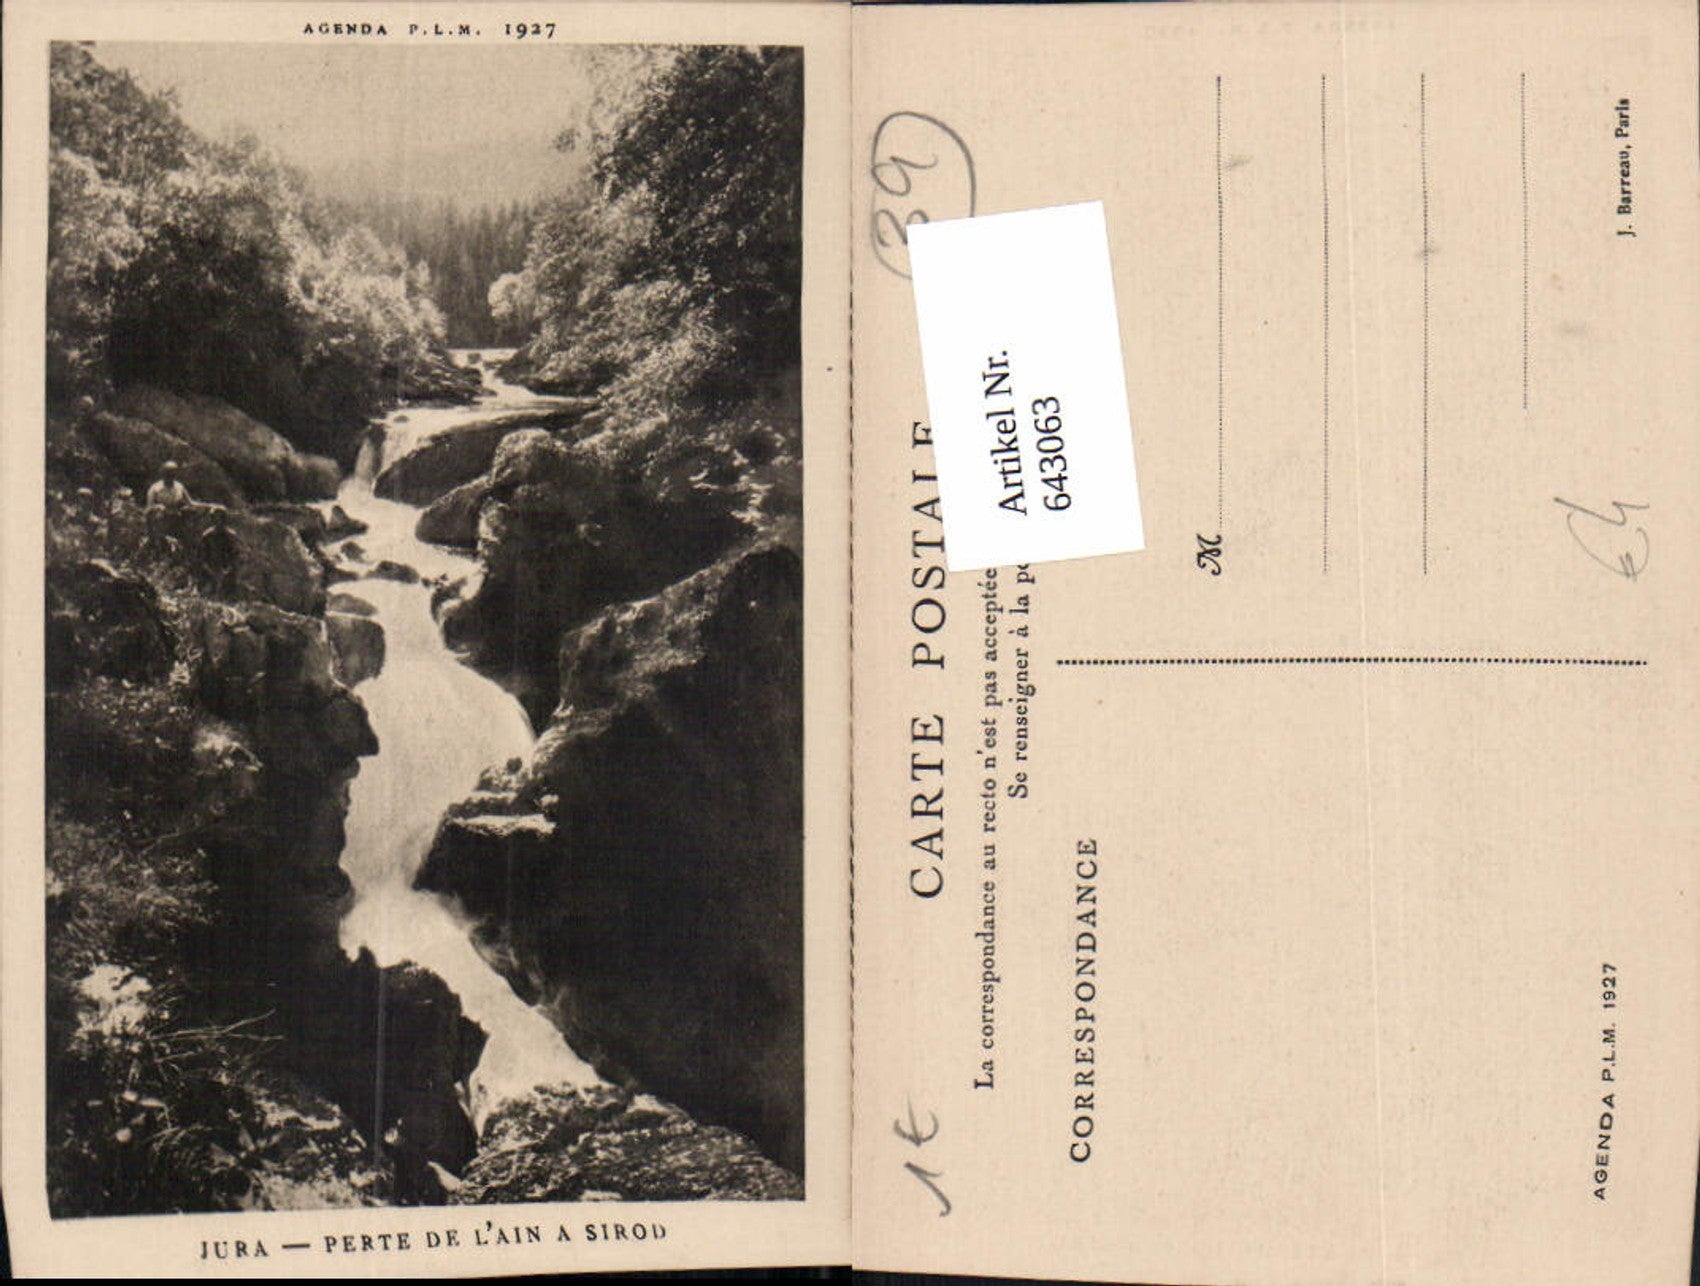 AGENDA P.L.M. 1927
JURA — PERTE DE L'AIN A SIROD
39
Artikel Nr.
643063
CARTE POSTALE
La correspondance au recto n'est pas acceptée
Se renseigner à la
CORRESPONDANCE
M
J. Barreau, Paris
AGENDA P.L.M. 1927
1€